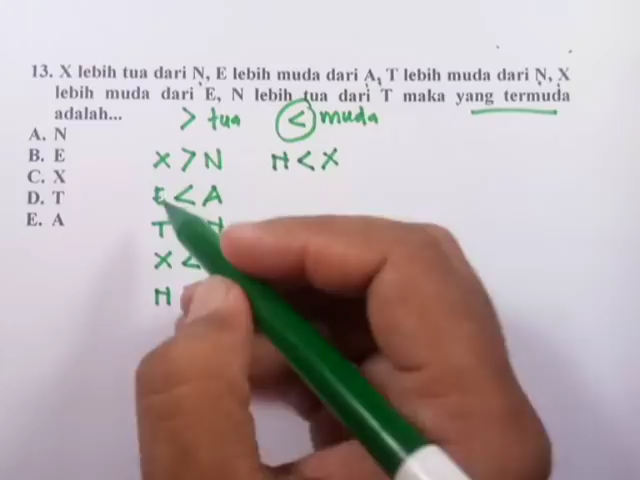 13. X lebih tua dari N, E lebih muda dari A, T lebih muda dari N, X
lebih muda dari E, N lebih tua dari T maka yang termuda
adalah...
> tua < muda
A. N
B. E
C. X
D. T
E. A
X > N N < X
E < A
T
X <
N